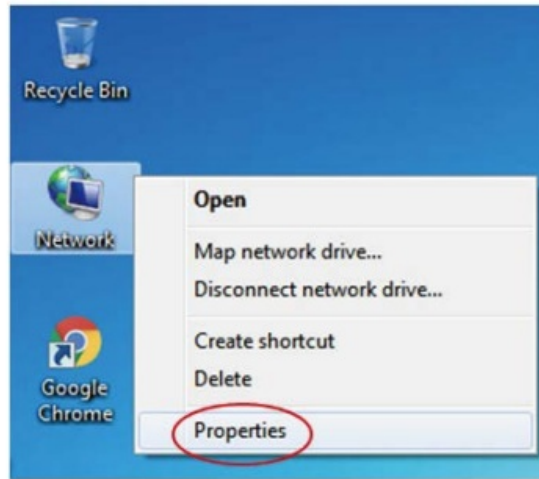 Recycle Bin
Network
Open
Map network drive...
Disconnect network drive...
Create shortcut
Delete
Properties
Google
Chrome